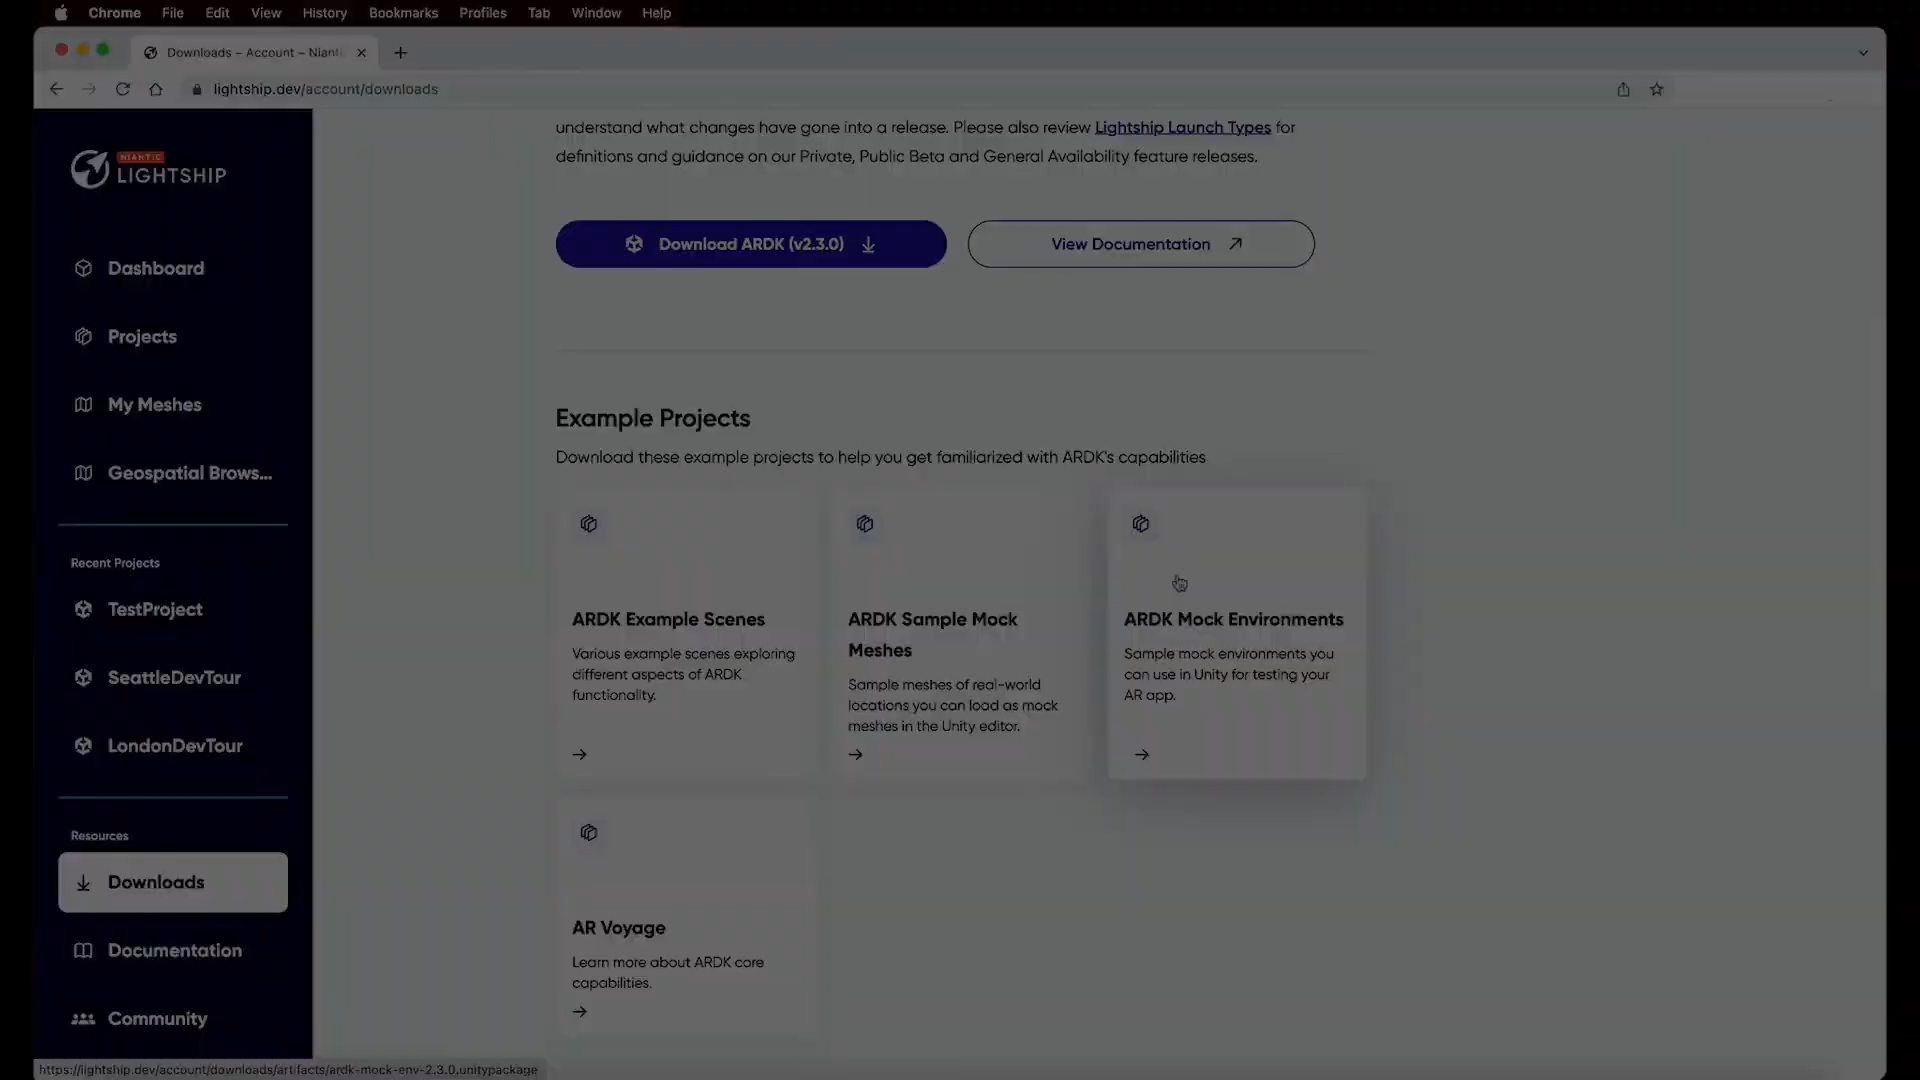 Chrome File Edit View History Bookmarks Profiles Tab Window Help
Downloads – Account – Niant
lightship.dev/account/downloads
NIANTIC
LIGHTSHIP
Dashboard
Projects
My Meshes
Geospatial Brows...
Recent Projects
TestProject
SeattleDevTour
LondonDevTour
Resources
Downloads
Documentation
Community
understand what changes have gone into a release. Please also review Lightship Launch Types for
definitions and guidance on our Private, Public Beta and General Availability feature releases.
Download ARDK (v2.3.0)
View Documentation
Example Projects
Download these example projects to help you get familiarized with ARDK's capabilities
ARDK Example Scenes
Various example scenes exploring
different aspects of ARDK
functionality.
ARDK Sample Mock
Meshes
Sample meshes of real-world
locations you can load as mock
meshes in the Unity editor.
ARDK Mock Environments
Sample mock environments you
can use in Unity for testing your
AR app.
AR Voyage
Learn more about ARDK core
capabilities.
https://lightship.dev/account/downloads/artifacts/ardk-mock-env-2.3.0.unitypackage